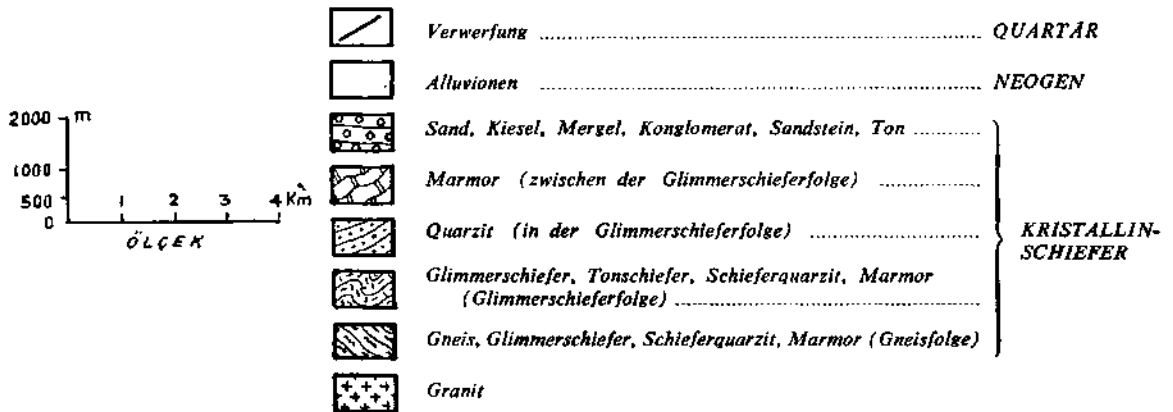 Verwerfung ........ QUARTÄR
Alluvionen ........ NEOGEN
Sand, Kiesel, Mergel, Konglomerat, Sandstein, Ton ........
Marmor (zwischen der Glimmerschieferfolge) ........
Quarzit (in der Glimmerschieferfolge) ........
Glimmerschiefer, Tonschiefer, Schieferquarzit, Marmor
(Glimmerschieferfolge) ........
Gneis, Glimmerschiefer, Schieferquarzit, Marmor (Gneisfolge)
Granit
KRISTALLIN-
SCHIEFER
2000 m
1000
500
0
1 2 3 4 Km
ÖLÇEK